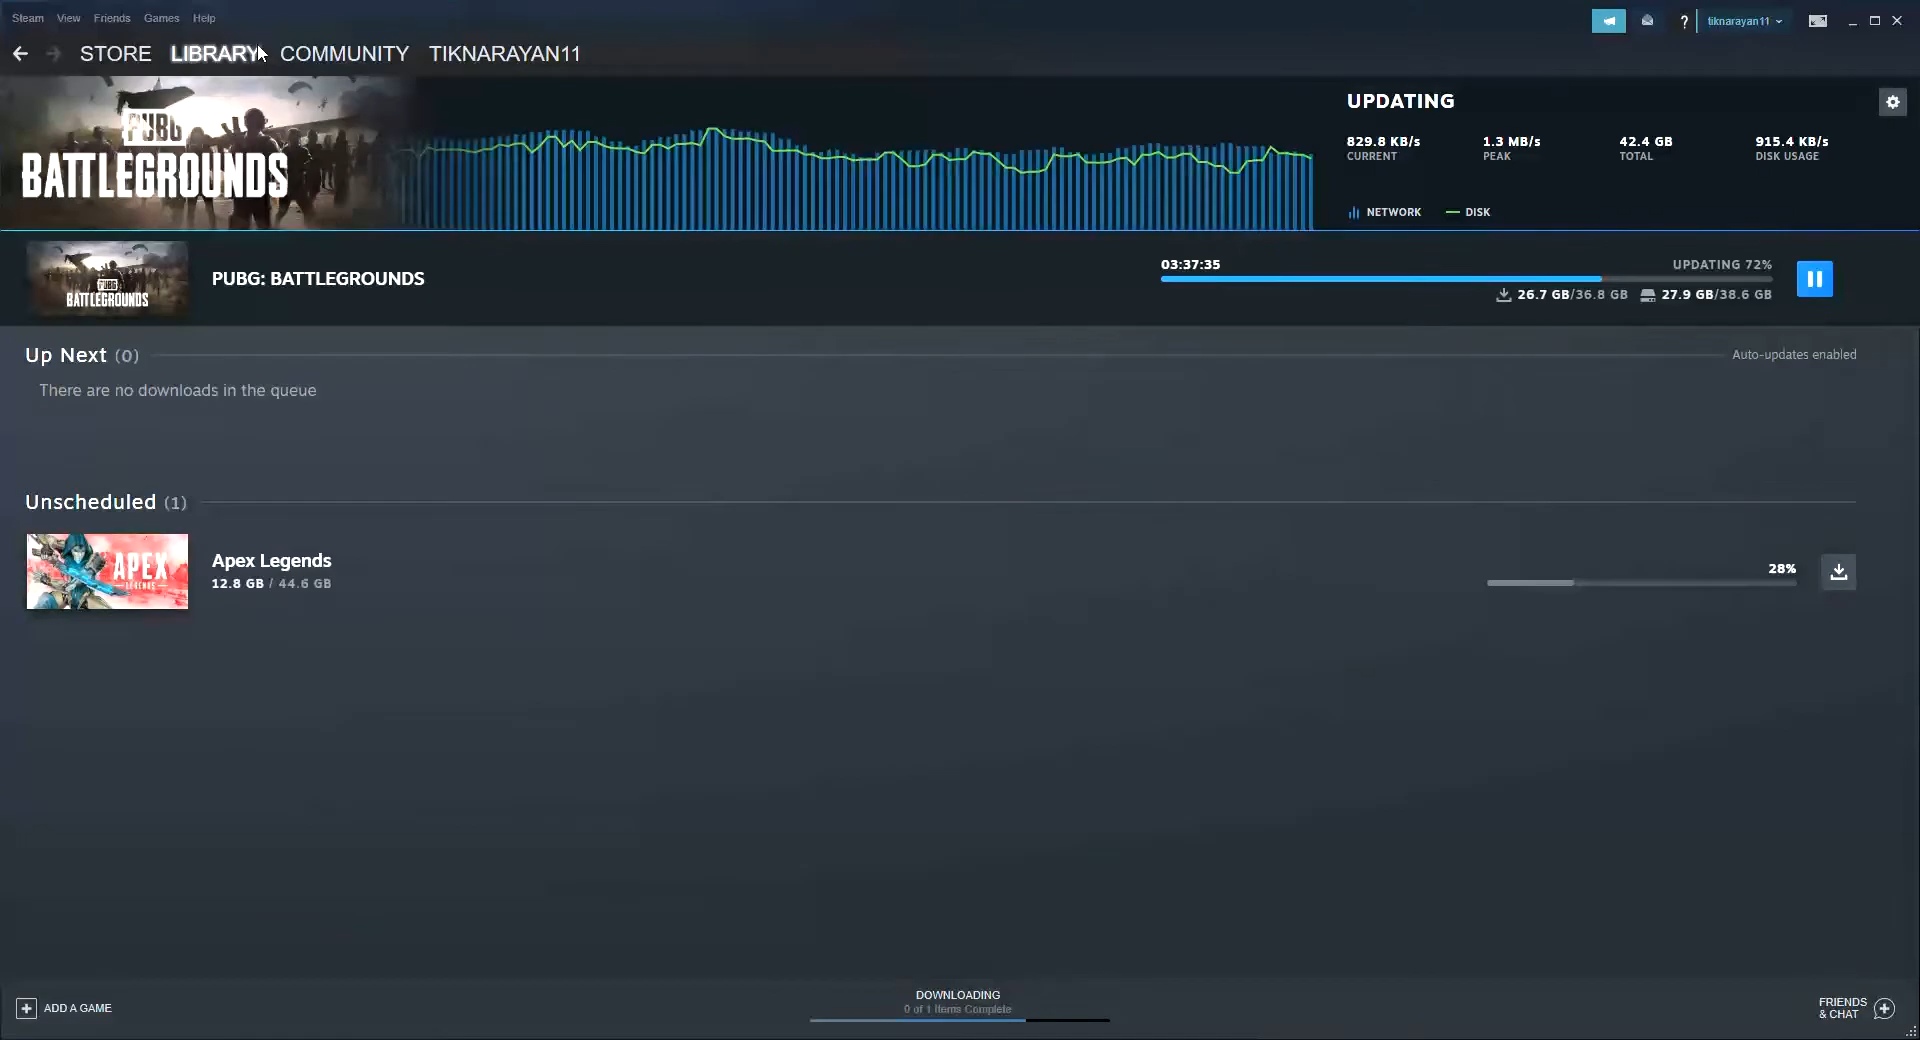 Steam View Friends Games Help
? tiknarayan11
STORE LIBRARY COMMUNITY TIKNARAYAN11
PUBG
BATTLEGROUNDS
UPDATING
829.8 KB/s 1.3 MB/s 42.4 GB 915.4 KB/s
CURRENT PEAK TOTAL DISK USAGE
NETWORK DISK
PUBG
BATTLEGROUNDS
PUBG: BATTLEGROUNDS
03:37:35 UPDATING 72%
26.7 GB/36.8 GB 27.9 GB/38.6 GB
Up Next (0) Auto-updates enabled
There are no downloads in the queue
Unscheduled (1)
APEX
LEGENDS
Apex Legends
12.8 GB / 44.6 GB
28%
ADD A GAME
DOWNLOADING
0 of 1 Items Complete
FRIENDS
& CHAT